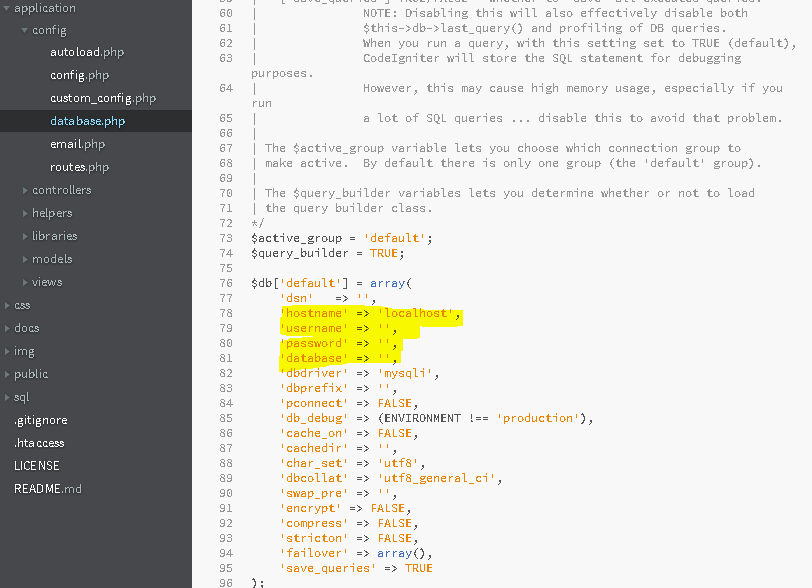 application
config
autoload.php
config.php
custom_config.php
database.php
email.php
routes.php
controllers
helpers
libraries
models
views
css
docs
img
public
sql
.gitignore
.htaccess
LICENSE
README.md
60 | NOTE: Disabling this will also effectively disable both
61 | $this->db->last_query() and profiling of DB queries.
62 | When you run a query, with this setting set to TRUE (default),
63 | CodeIgniter will store the SQL statement for debugging
purposes.
64 | However, this may cause high memory usage, especially if you
run
65 | a lot of SQL queries ... disable this to avoid that problem.
66 |
67 | The $active_group variable lets you choose which connection group to
68 | make active.  By default there is only one group (the 'default' group).
69 |
70 | The $query_builder variables lets you determine whether or not to load
71 | the query builder class.
72 */
73 $active_group = 'default';
74 $query_builder = TRUE;
75
76 $db['default'] = array(
77 'dsn'   => '',
78 'hostname' => 'localhost',
79 'username' => '',
80 'password' => '',
81 'database' => '',
82 'dbdriver' => 'mysqli',
83 'dbprefix' => '',
84 'pconnect' => FALSE,
85 'db_debug' => (ENVIRONMENT !== 'production'),
86 'cache_on' => FALSE,
87 'cachedir' => '',
88 'char_set' => 'utf8',
89 'dbcollat' => 'utf8_general_ci',
90 'swap_pre' => '',
91 'encrypt' => FALSE,
92 'compress' => FALSE,
93 'stricton' => FALSE,
94 'failover' => array(),
95 'save_queries' => TRUE
96 );